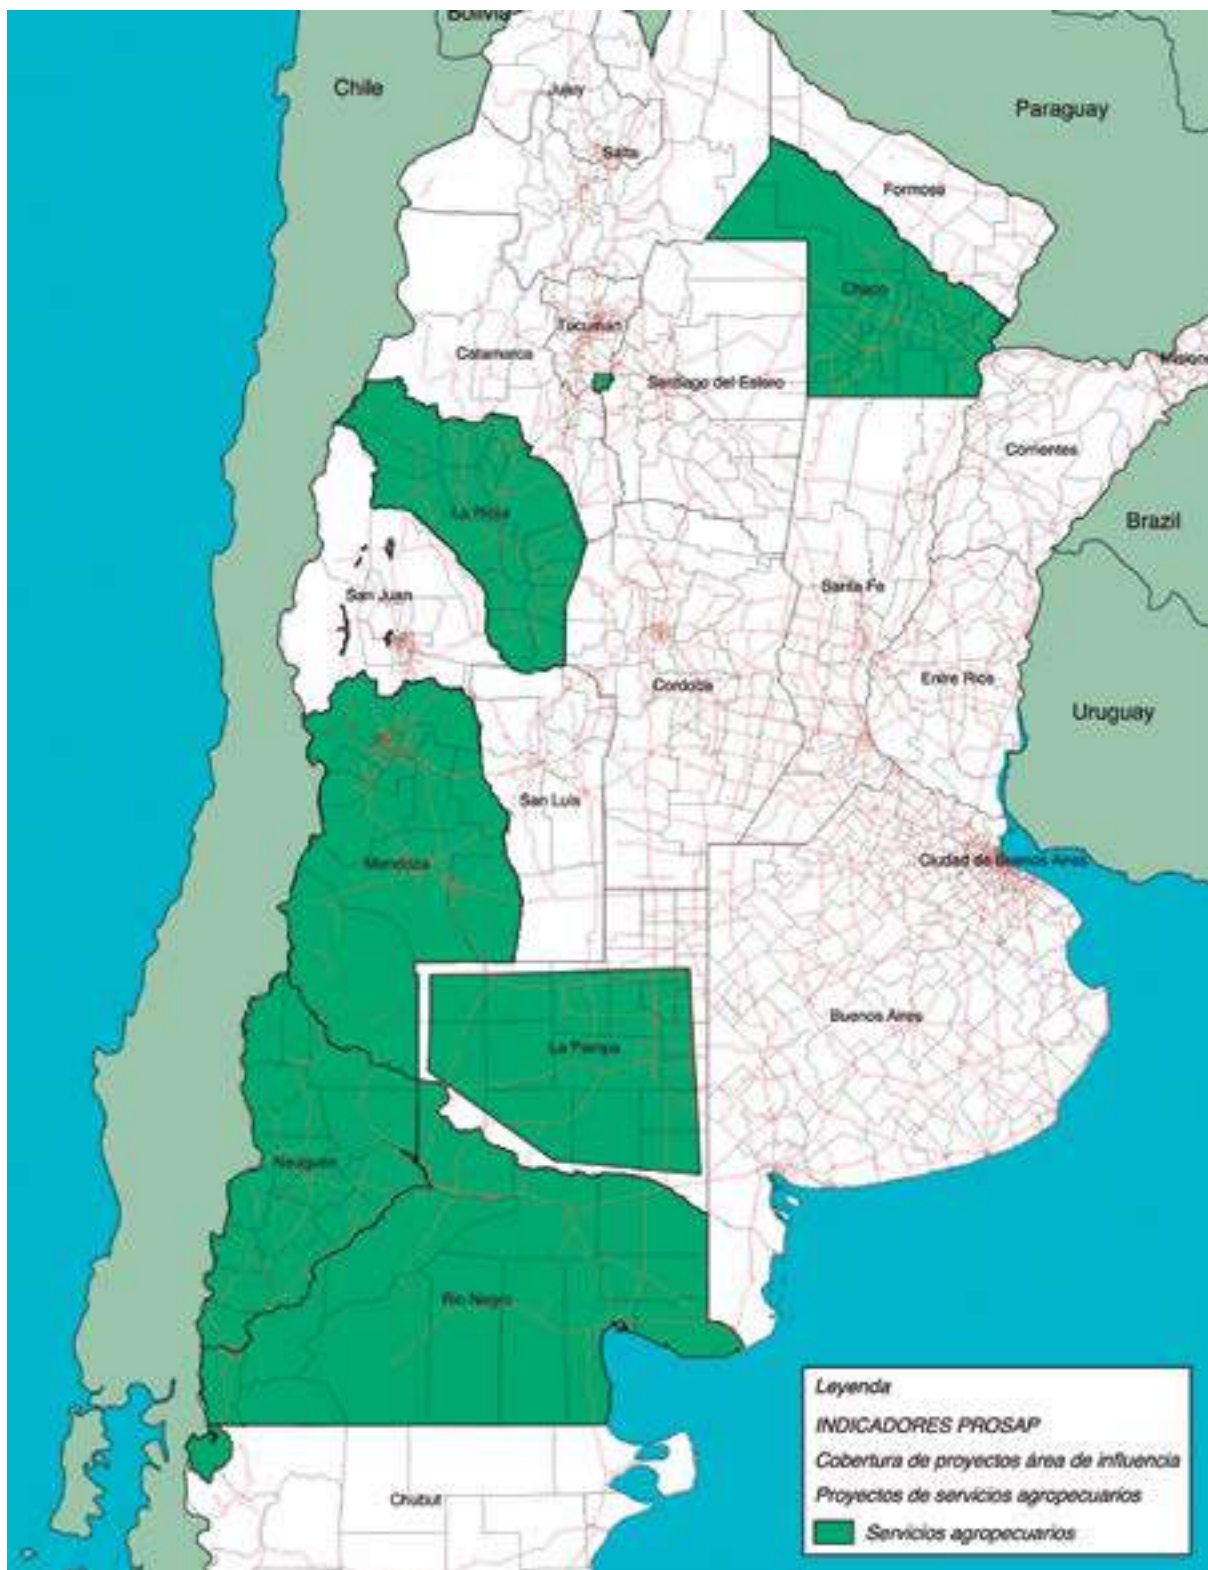 Bolivia
Chile
Jujuy
Paraguay
Salta
Formosa
Chaco
Tucuman
Catamarca
Misione
Santiago del Estero
Corrientes
La Rioja
Brazil
San Juan
Santa Fe
Cordoba
Entre Rios
Uruguay
San Luis
Mendoza
Ciudad de Buenos Aires
Buenos Aires
La Pampa
Neuquen
Rio Negro
Chubut
Leyenda
INDICADORES PROSAP
Cobertura de proyectos área de influencia
Proyectos de servicios agropecuarios
Servicios agropecuarios